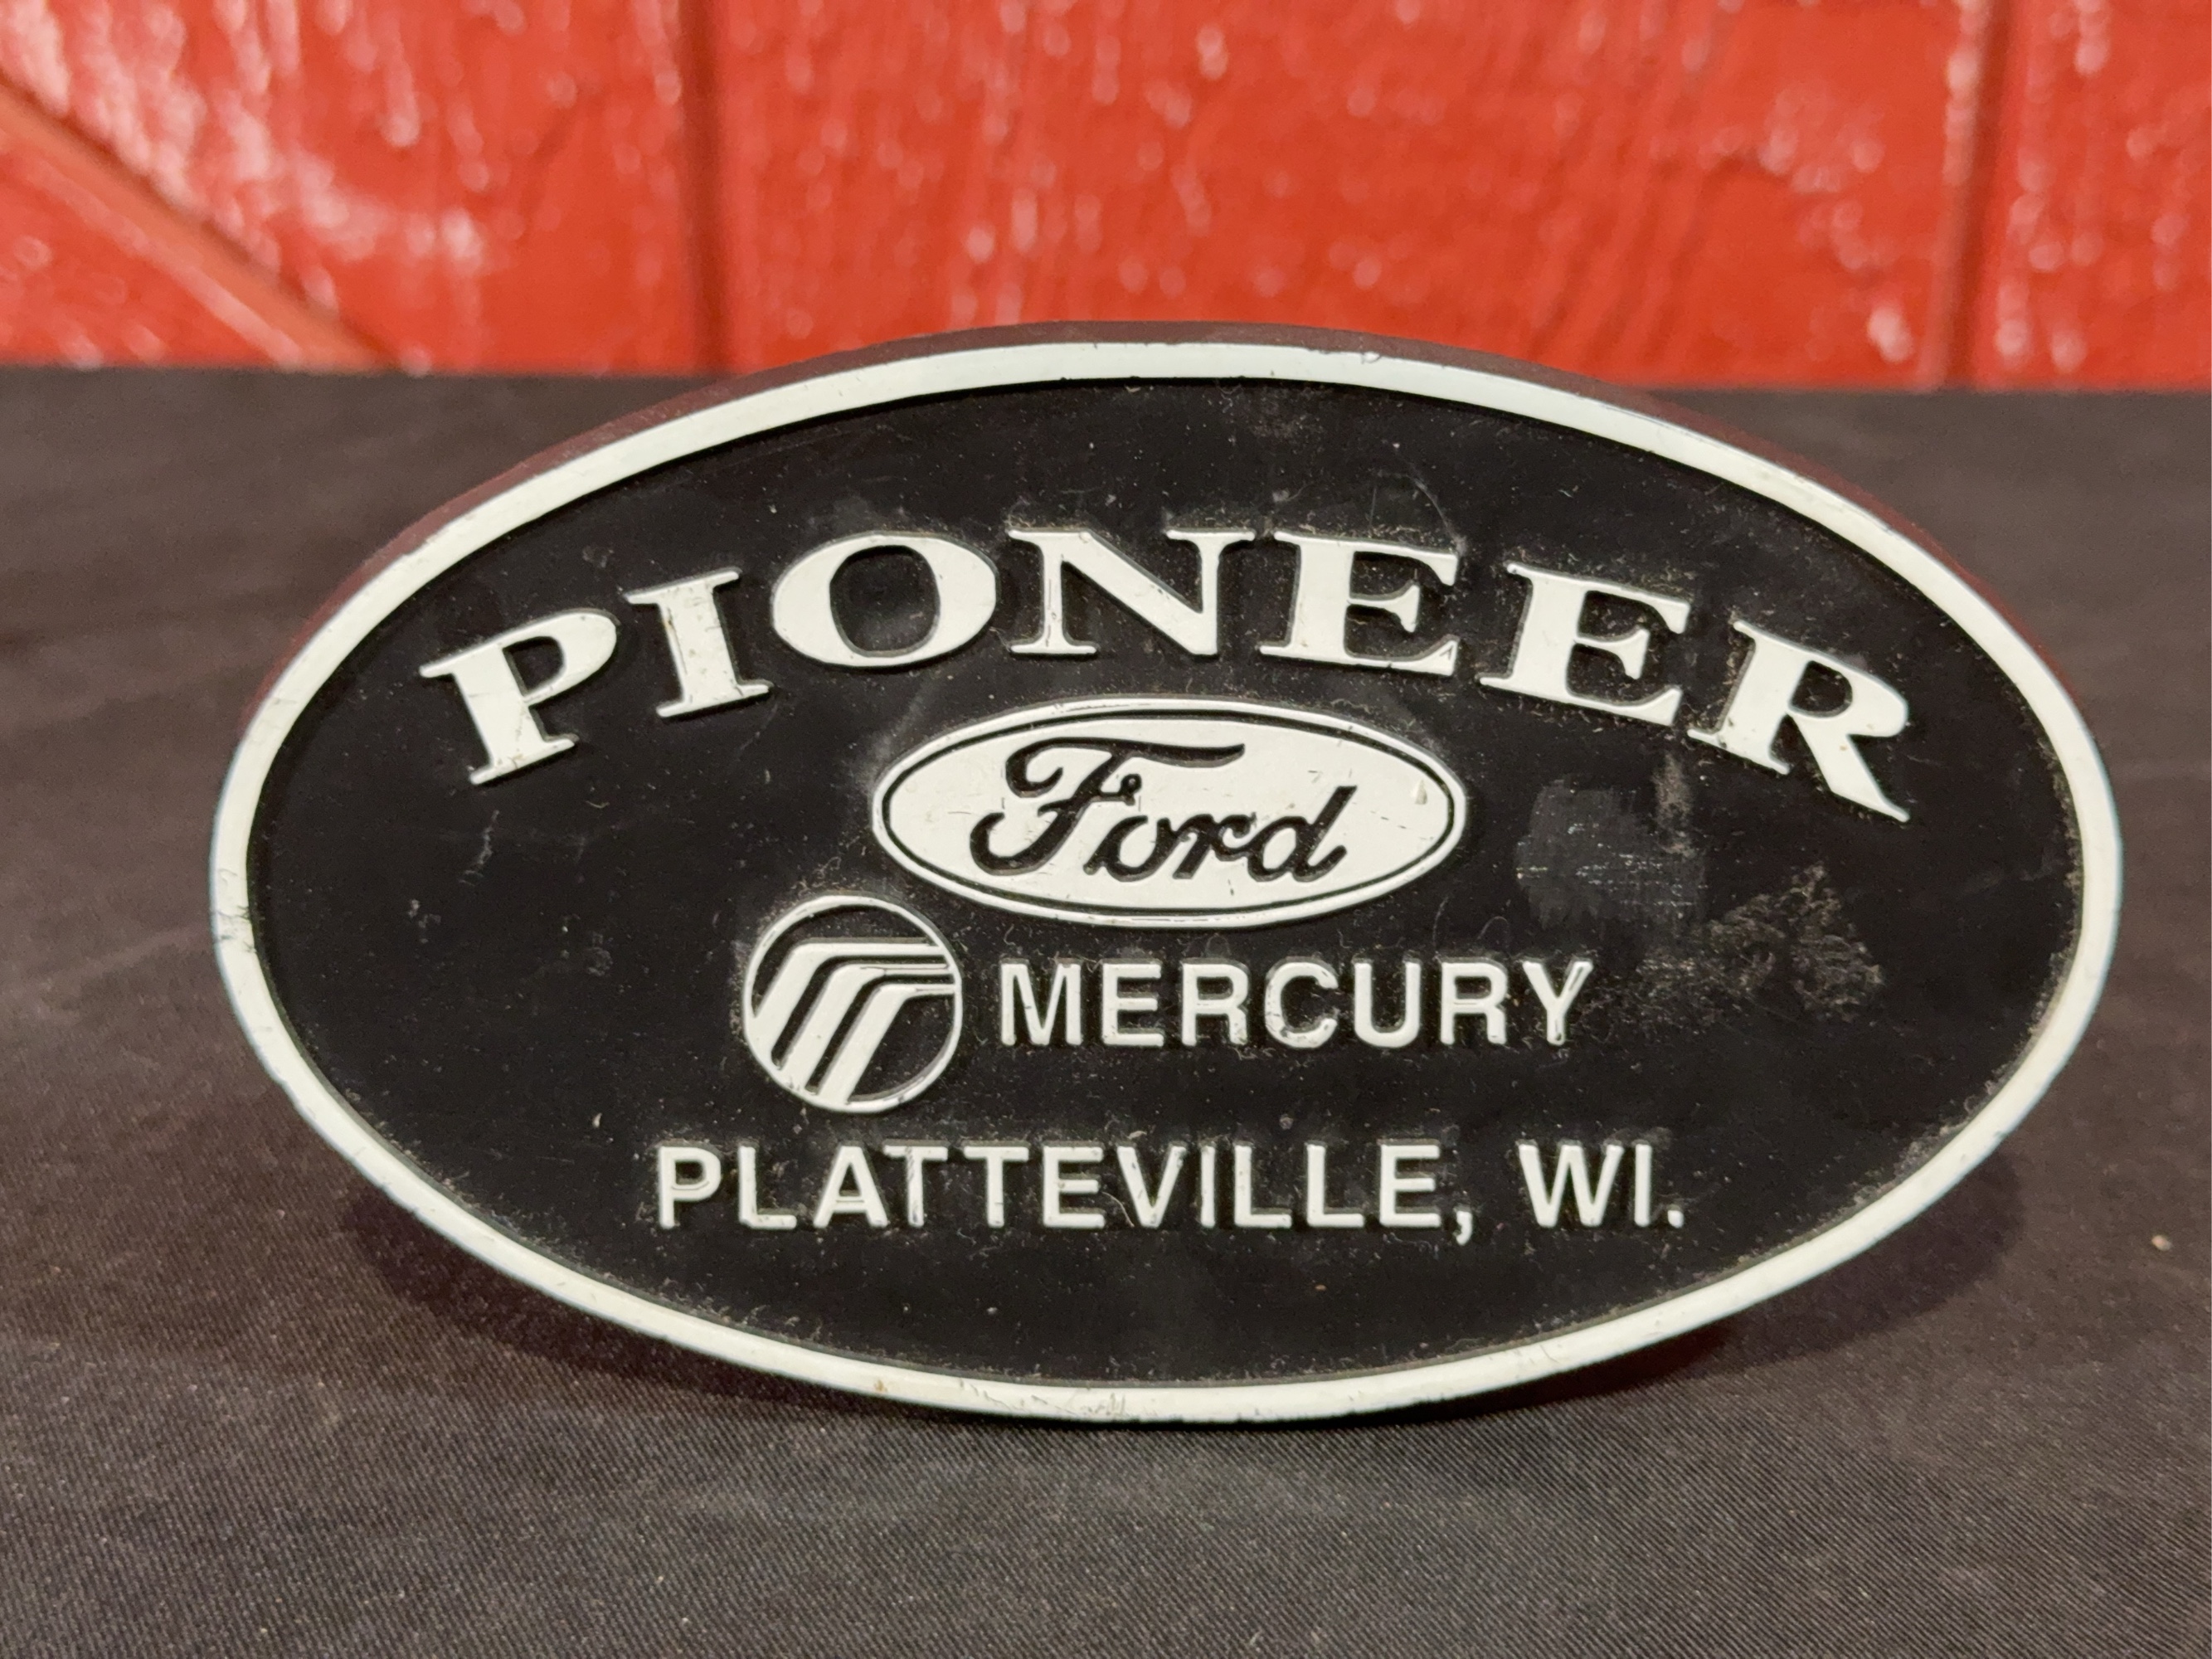 PIONEER
Ford
MERCURY
PLATTEVILLE, WI.